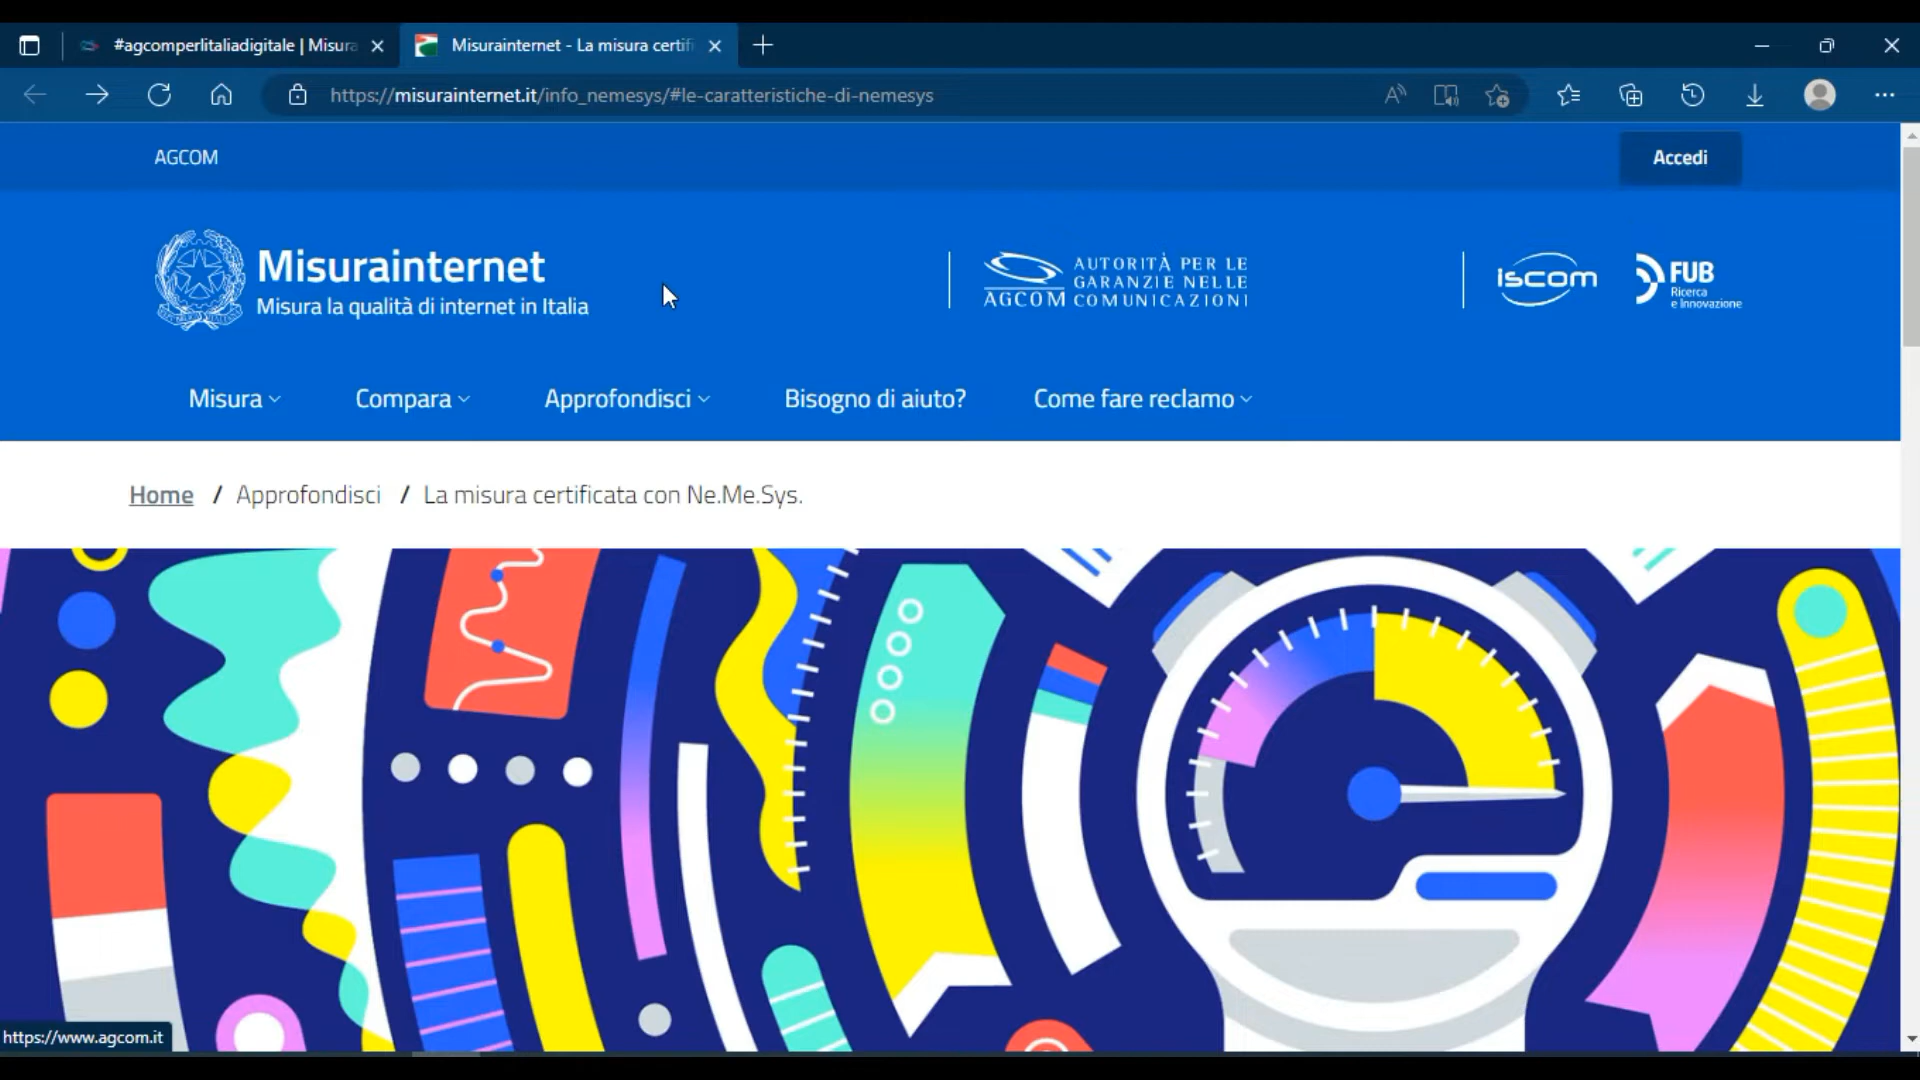 #agcomperlitaliadigitale | Misura
Misurainternet - La misura certifi
https://misurainternet.it/info_nemesys/#le-caratteristiche-di-nemesys
AGCOM
Accedi
Misurainternet
Misura la qualità di internet in Italia
AGCOM
AUTORITÀ PER LE
GARANZIE NELLE
COMUNICAZIONI
iscom
FUB
Ricerca
e Innovazione
Misura
Compara
Approfondisci
Bisogno di aiuto?
Come fare reclamo
Home / Approfondisci / La misura certificata con Ne.Me.Sys.
https://www.agcom.it